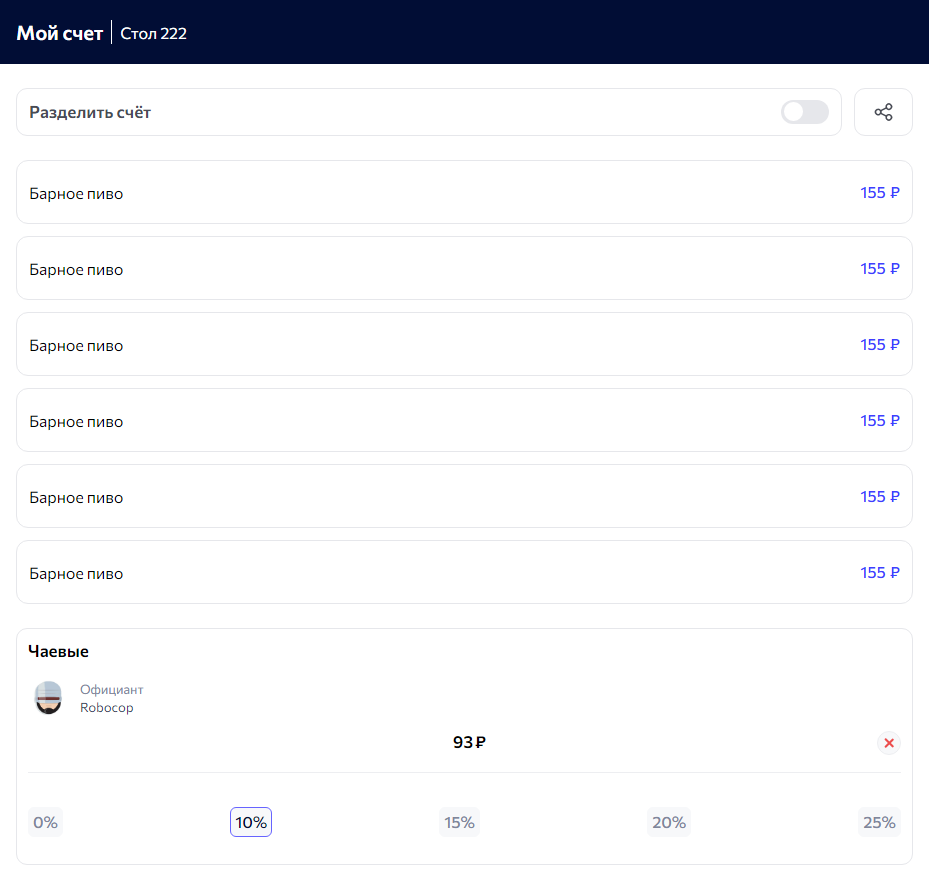 Мой счет Стол 222
Разделить счёт
Барное пиво 155 ₽
Барное пиво 155 ₽
Барное пиво 155 ₽
Барное пиво 155 ₽
Барное пиво 155 ₽
Барное пиво 155 ₽
Чаевые
Официант
Robocop
93 ₽
0% 10% 15% 20% 25%